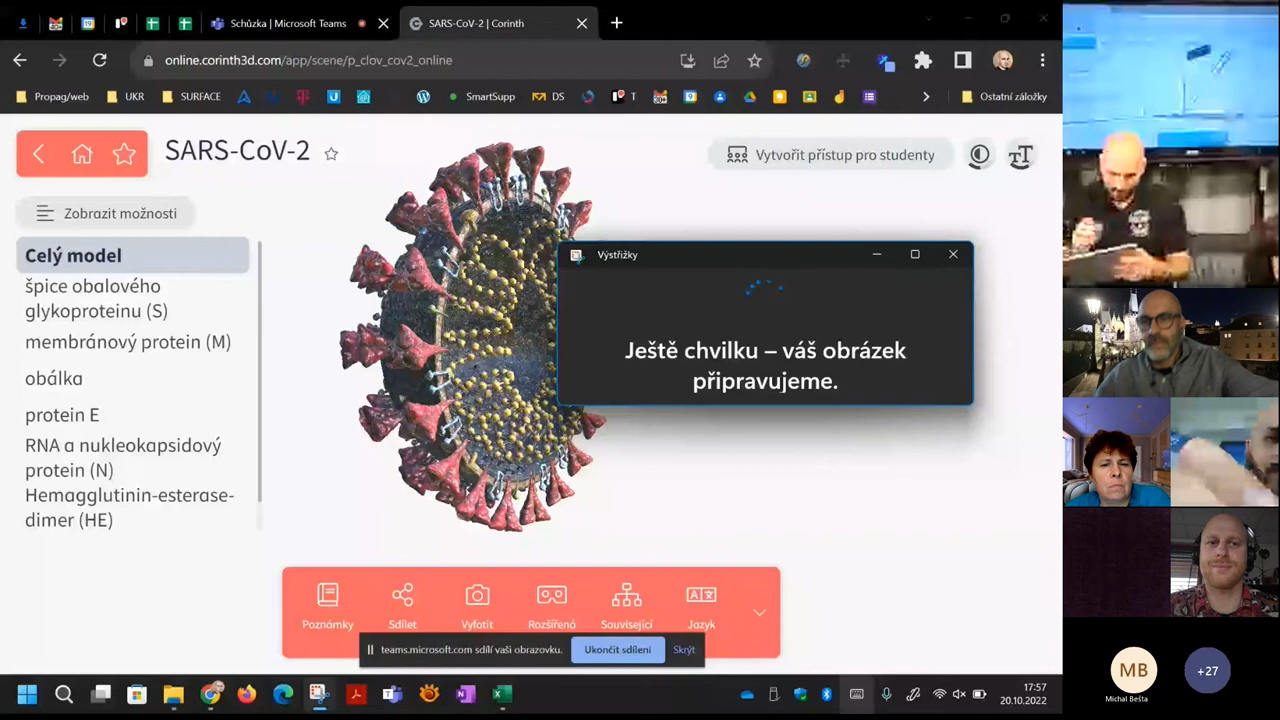 Schůzka | Microsoft Teams
SARS-CoV-2 | Corinth
online.corinth3d.com/app/scene/p_clov_cov2_online
Propag/web
UKR
SURFACE
T
SmartSupp
DS
Ostatní záložky
SARS-CoV-2
Vytvořit přístup pro studenty
Zobrazit možnosti
Celý model
špice obalového
glykoproteinu (S)
membránový protein (M)
obálka
protein E
RNA a nukleokapsidový
protein (N)
Hemagglutinin-esterase-
dimer (HE)
Výstřižky
Ještě chvilku – váš obrázek
připravujeme.
Poznámky
Sdílet
Vyfotit
Rozšířená
Související
Jazyk
teams.microsoft.com sdílí vaši obrazovku.
Ukončit sdílení
Skrýt
MB
+27
Michal Bešta
17:57
20.10.2022